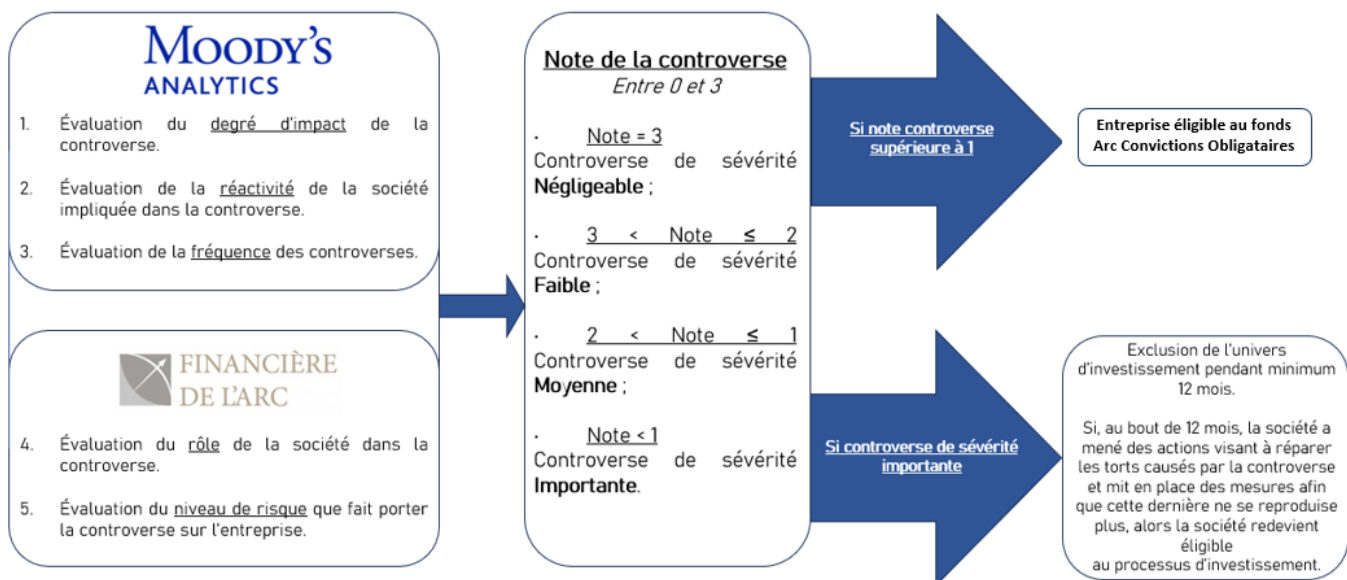 MOODY'S
ANALYTICS
1. Évaluation du degré d'impact de la
controverse.
2. Évaluation de la réactivité de la société
impliquée dans la controverse.
3. Évaluation de la fréquence des controverses.
FINANCIÈRE
DE L'ARC
4. Évaluation du rôle de la société dans la
controverse.
5. Évaluation du niveau de risque que fait porter
la controverse sur l'entreprise.
Note de la controverse
Entre 0 et 3
· Note = 3
Controverse de sévérité
Négligeable ;
· 3 < Note ≤ 2
Controverse de sévérité
Faible ;
· 2 < Note ≤ 1
Controverse de sévérité
Moyenne ;
· Note < 1
Controverse de sévérité
Importante.
Si note controverse
supérieure à 1
Entreprise éligible au fonds
Arc Convictions Obligataires
Si controverse de sévérité
importante
Exclusion de l'univers
d'investissement pendant minimum
12 mois.
Si, au bout de 12 mois, la société a
mené des actions visant à réparer
les torts causés par la controverse
et mit en place des mesures afin
que cette dernière ne se reproduise
plus, alors la société redevient
éligible
au processus d'investissement.